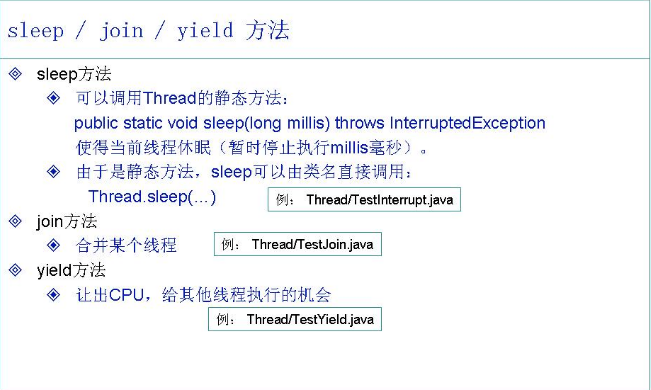 sleep / join / yield 方法
sleep方法
可以调用Thread的静态方法：
public static void sleep(long millis) throws InterruptedException
使得当前线程休眠（暂时停止执行millis毫秒）。
由于是静态方法，sleep可以由类名直接调用：
Thread.sleep(…)
例： Thread/TestInterrupt.java
join方法
合并某个线程
例： Thread/TestJoin.java
yield方法
让出CPU，给其他线程执行的机会
例： Thread/TestYield.java